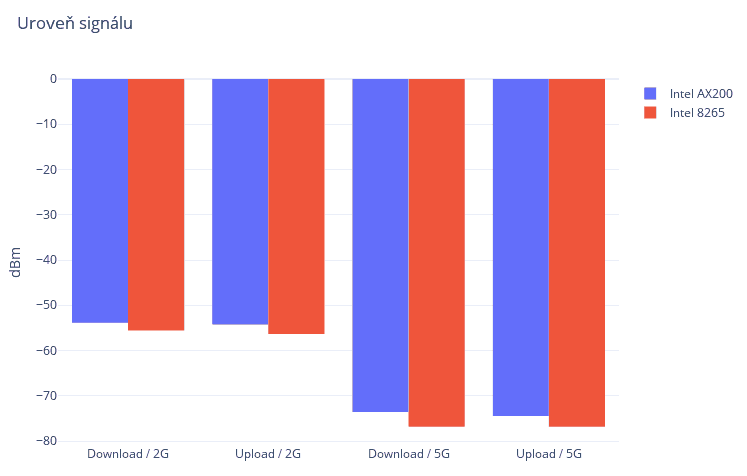 Uroveň signálu
Intel AX200
Intel 8265
dBm
0
−10
−20
−30
−40
−50
−60
−70
−80
Download / 2G
Upload / 2G
Download / 5G
Upload / 5G